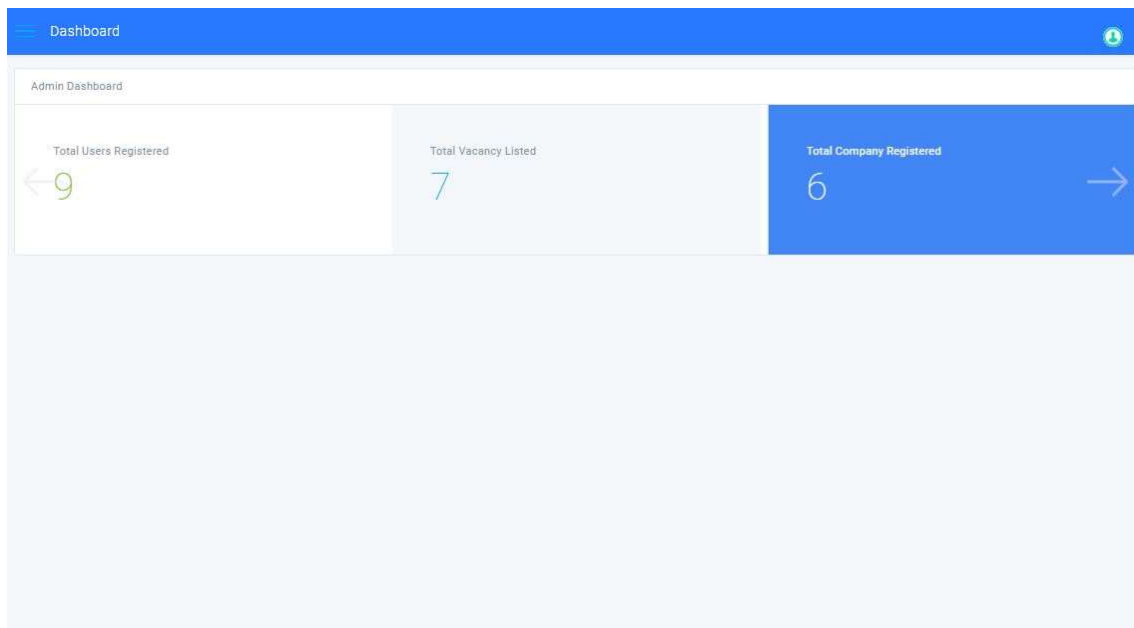 Dashboard
Admin Dashboard
Total Users Registered
9
Total Vacancy Listed
7
Total Company Registered
6